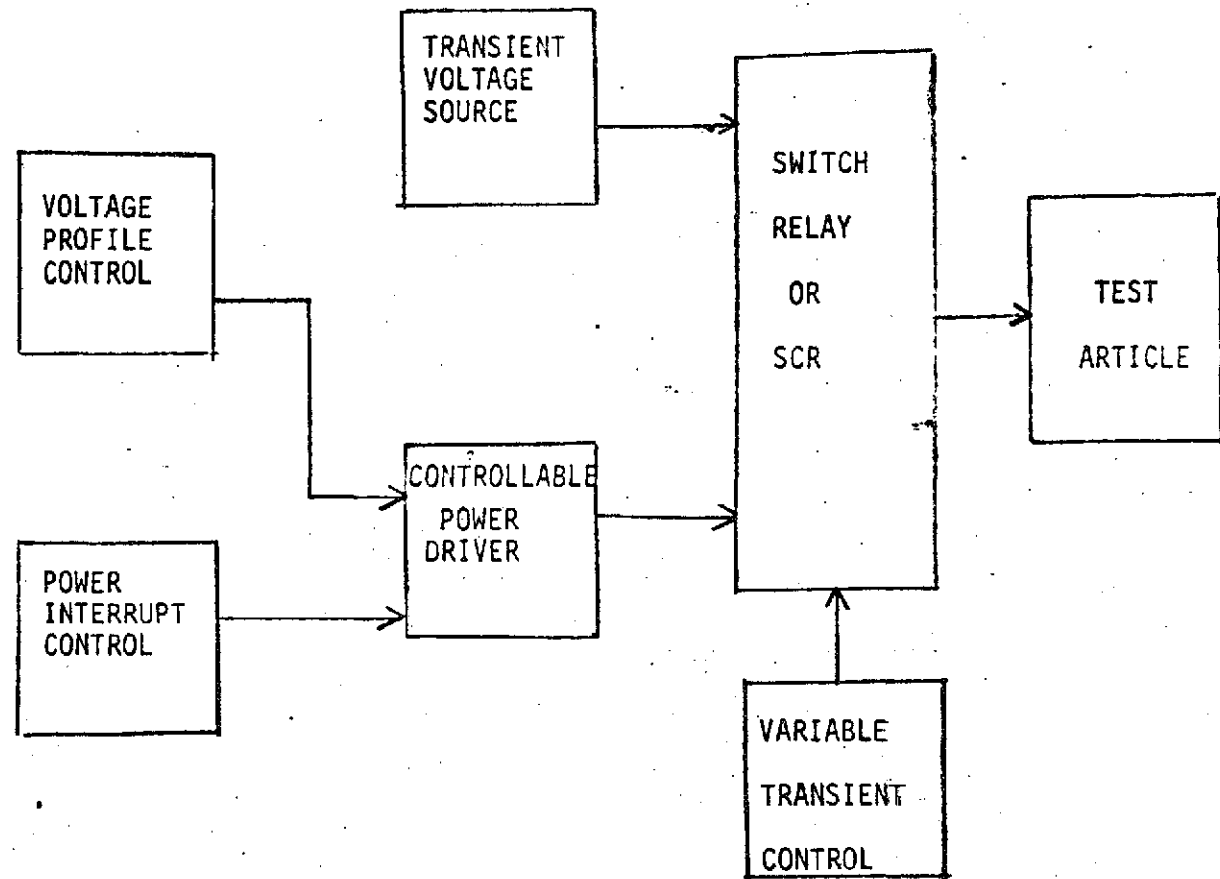 TRANSIENT
VOLTAGE
SOURCE
VOLTAGE
PROFILE
CONTROL
SWITCH
RELAY
OR
SCR
TEST
ARTICLE
CONTROLLABLE
POWER
DRIVER
POWER
INTERRUPT
CONTROL
VARIABLE
TRANSIENT
CONTROL